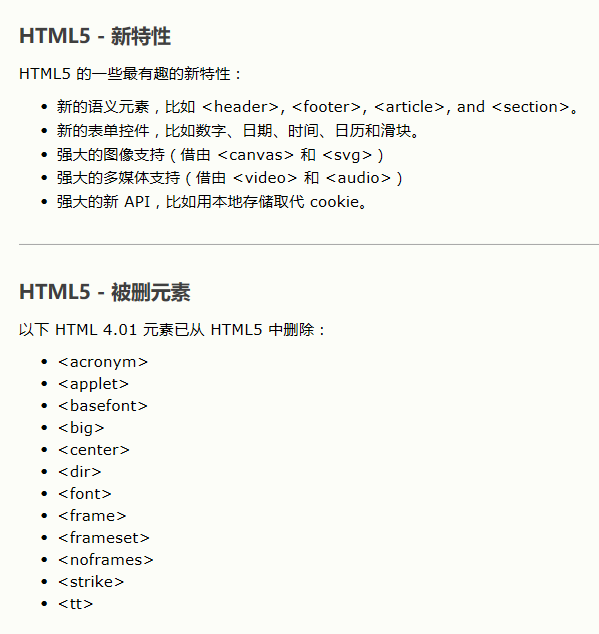 HTML5 - 新特性
HTML5 的一些最有趣的新特性：
• 新的语义元素，比如 <header>, <footer>, <article>, and <section>。
• 新的表单控件，比如数字、日期、时间、日历和滑块。
• 强大的图像支持（借由 <canvas> 和 <svg>）
• 强大的多媒体支持（借由 <video> 和 <audio>）
• 强大的新 API，比如用本地存储取代 cookie。
HTML5 - 被删元素
以下 HTML 4.01 元素已从 HTML5 中删除：
• <acronym>
• <applet>
• <basefont>
• <big>
• <center>
• <dir>
• <font>
• <frame>
• <frameset>
• <noframes>
• <strike>
• <tt>